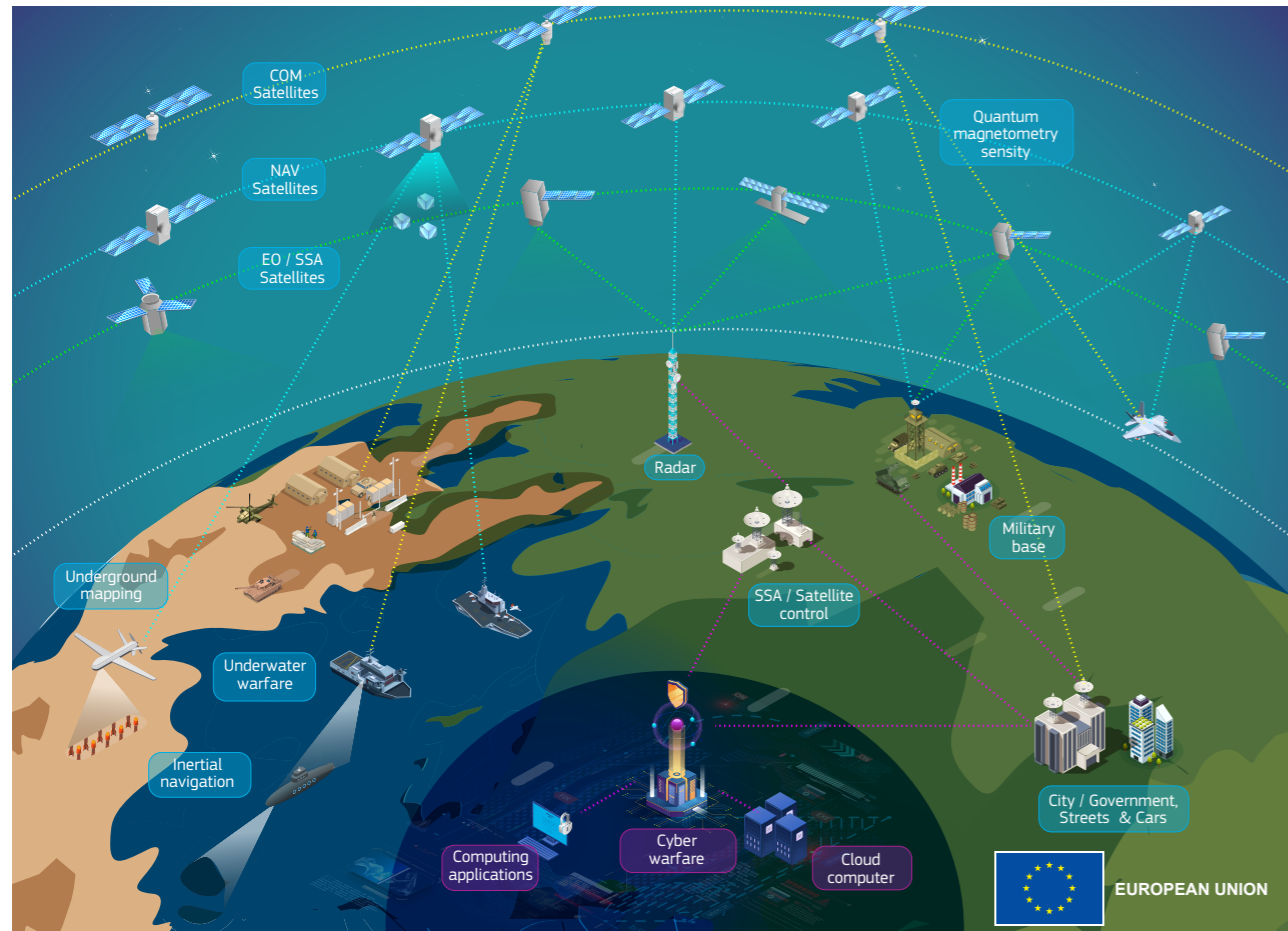 COM
Satellites
NAV
Satellites
EO / SSA
Satellites
Quantum
magnetometry
sensity
Radar
Military
base
Underground
mapping
SSA / Satellite
control
Underwater
warfare
Inertial
navigation
City / Government,
Streets & Cars
Computing
applications
Cyber
warfare
Cloud
computer
EUROPEAN UNION